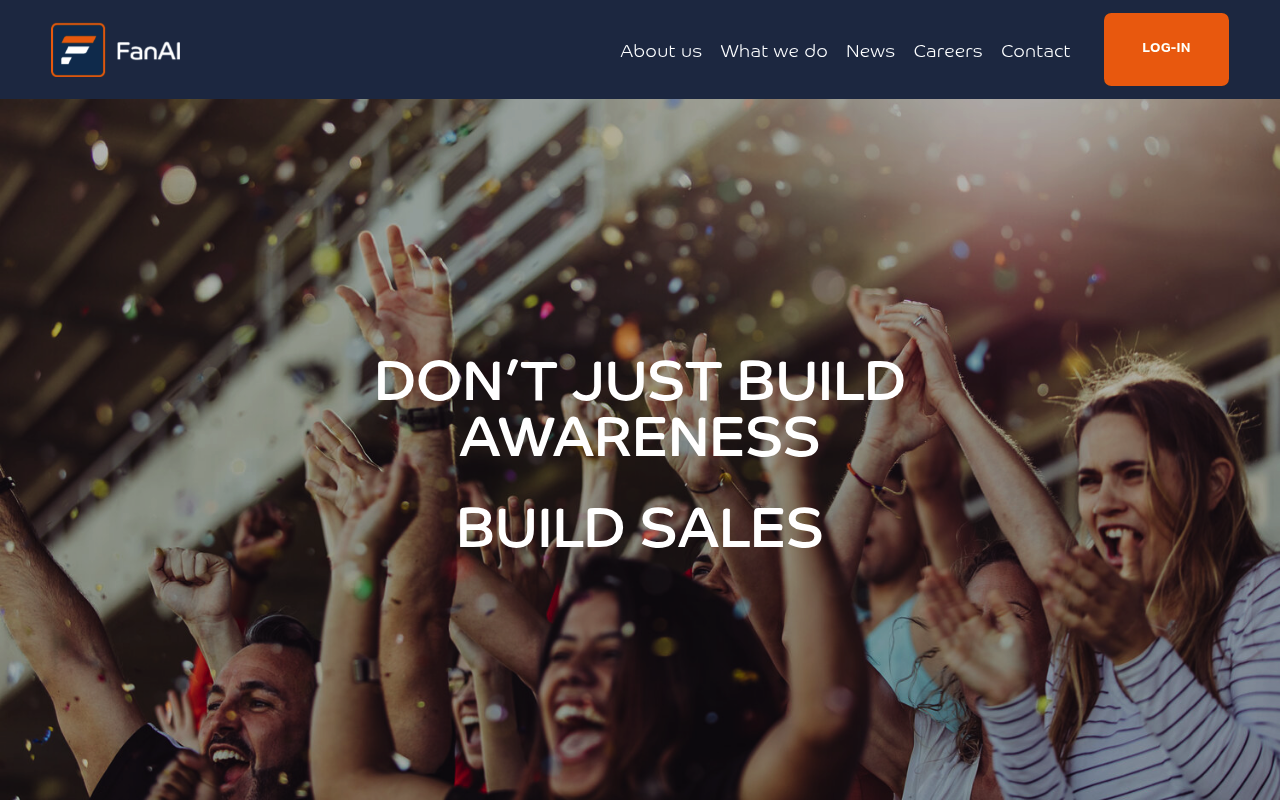 FanAI
About us
What we do
News
Careers
Contact
LOG-IN
DON'T JUST BUILD
AWARENESS
BUILD SALES